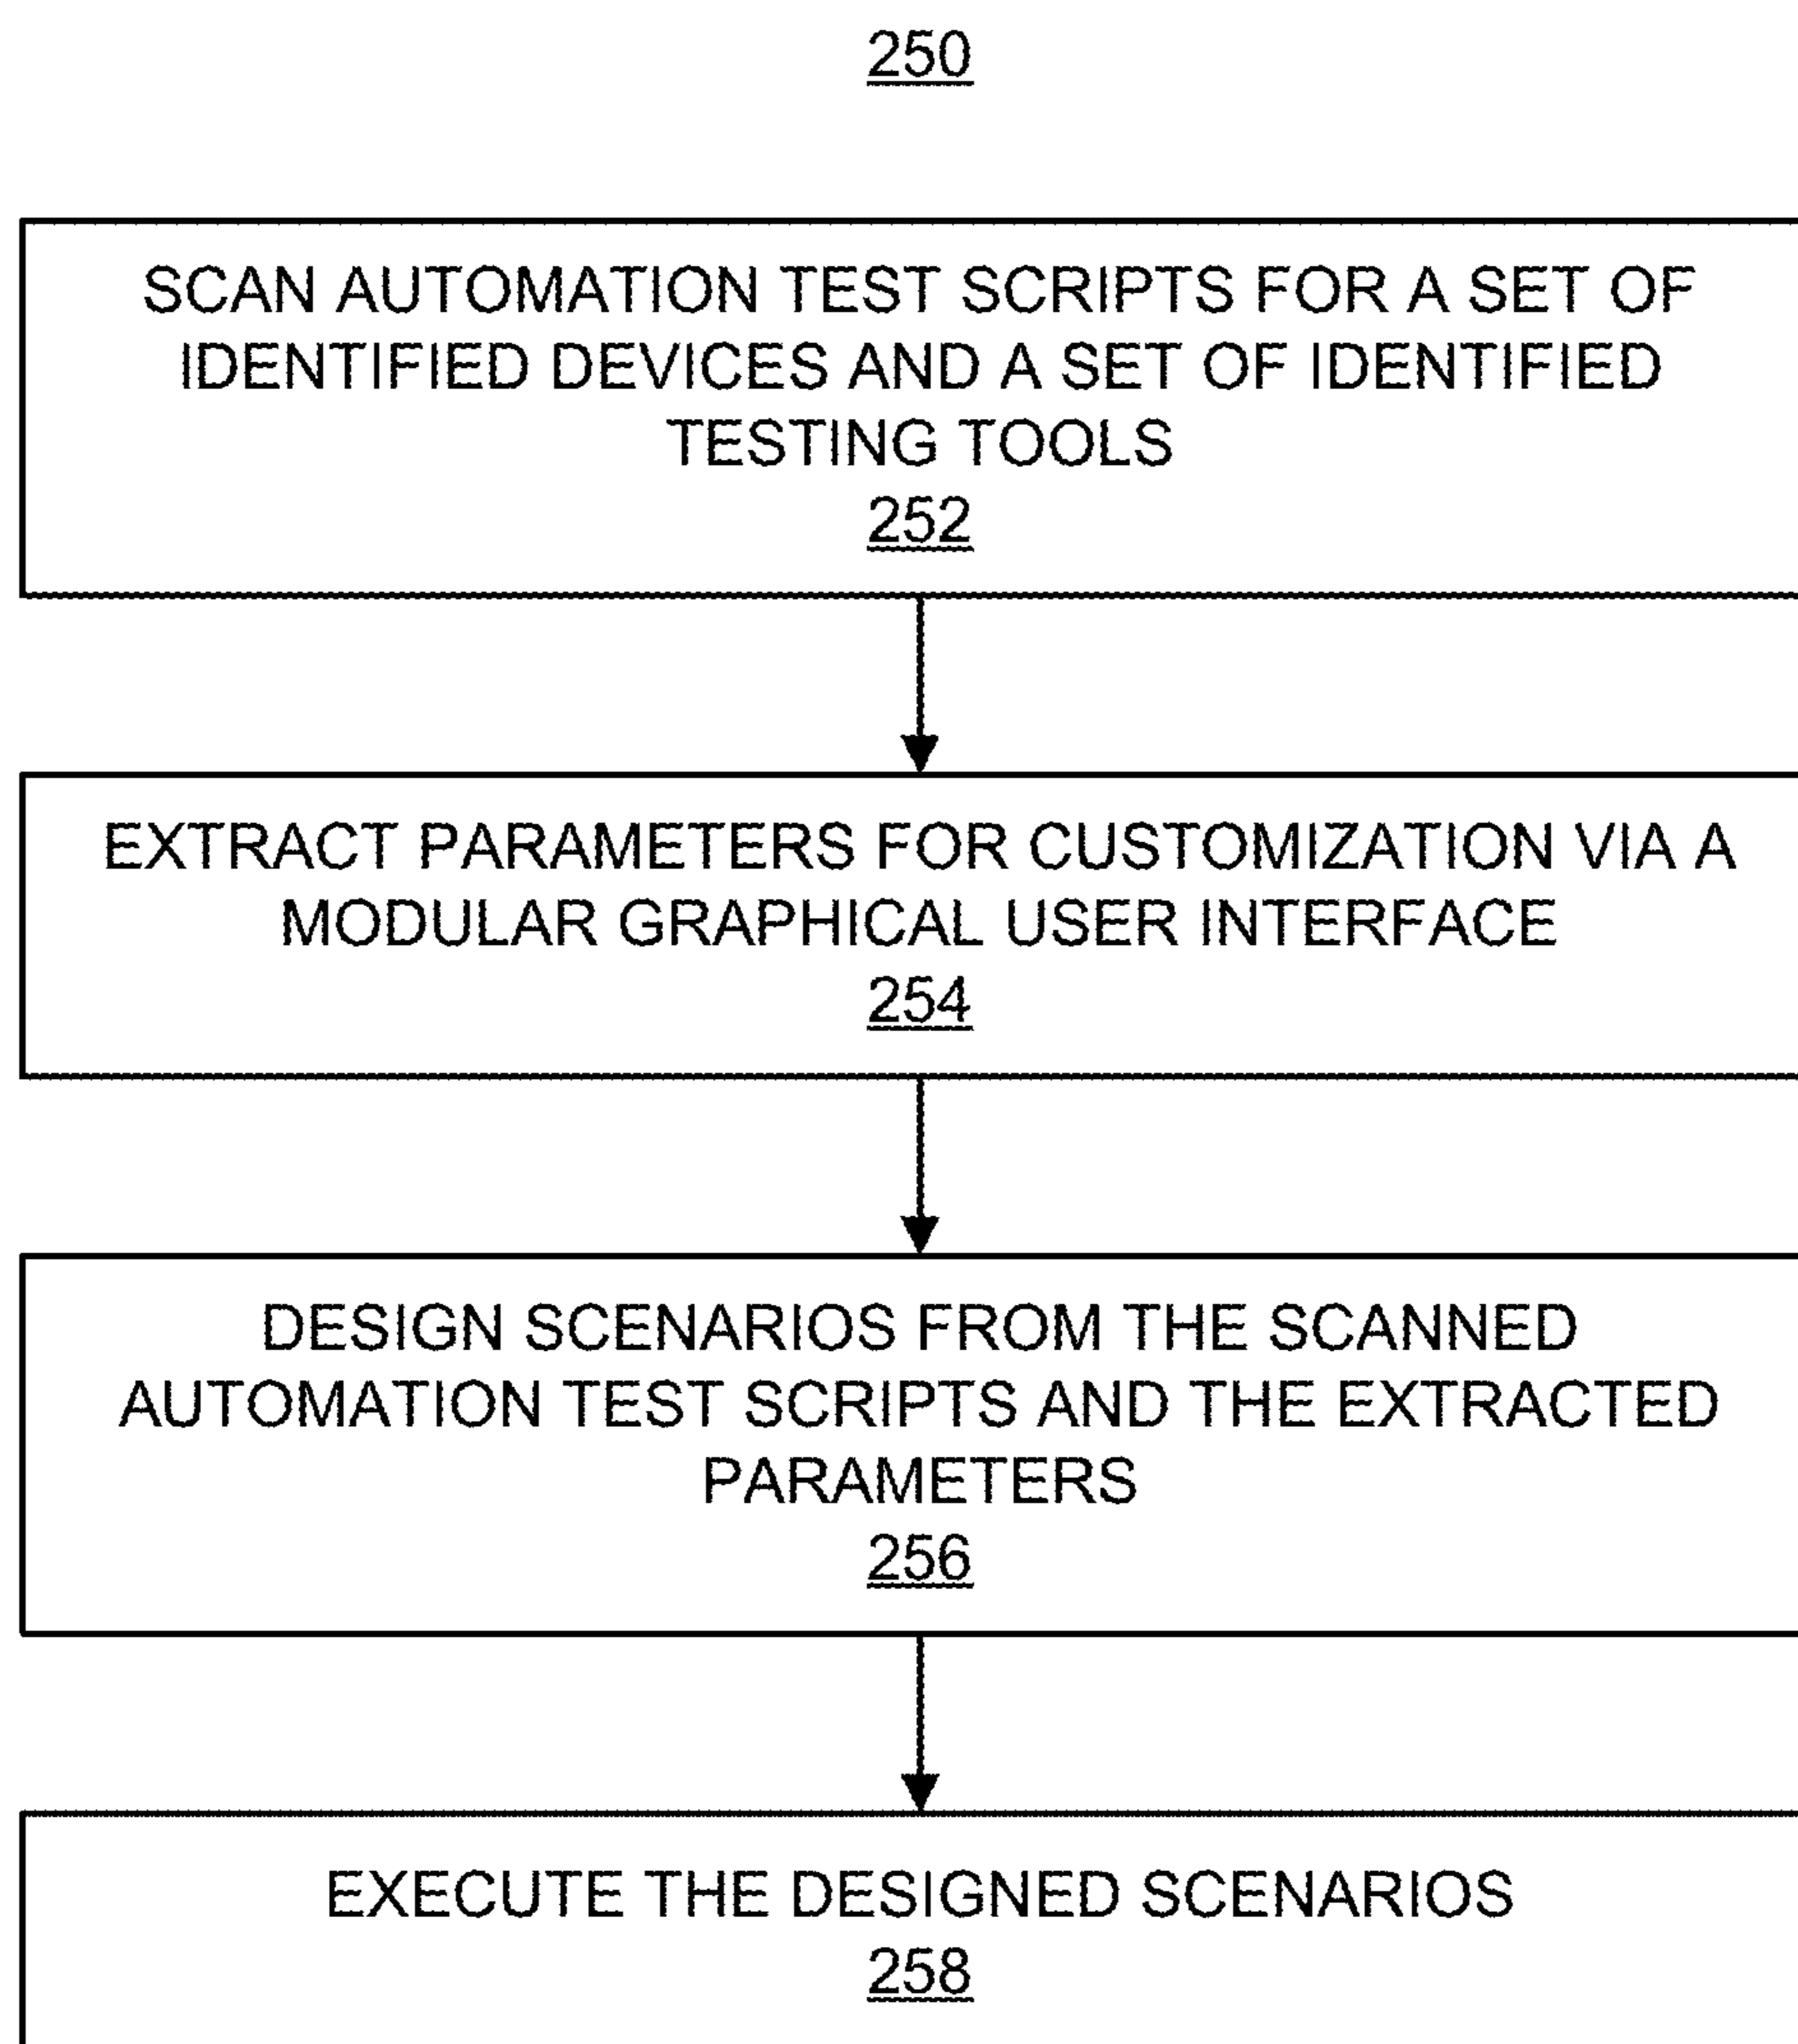 250
SCAN AUTOMATION TEST SCRIPTS FOR A SET OF
IDENTIFIED DEVICES AND A SET OF IDENTIFIED
TESTING TOOLS
252
EXTRACT PARAMETERS FOR CUSTOMIZATION VIA A
MODULAR GRAPHICAL USER INTERFACE
254
DESIGN SCENARIOS FROM THE SCANNED
AUTOMATION TEST SCRIPTS AND THE EXTRACTED
PARAMETERS
256
EXECUTE THE DESIGNED SCENARIOS
258